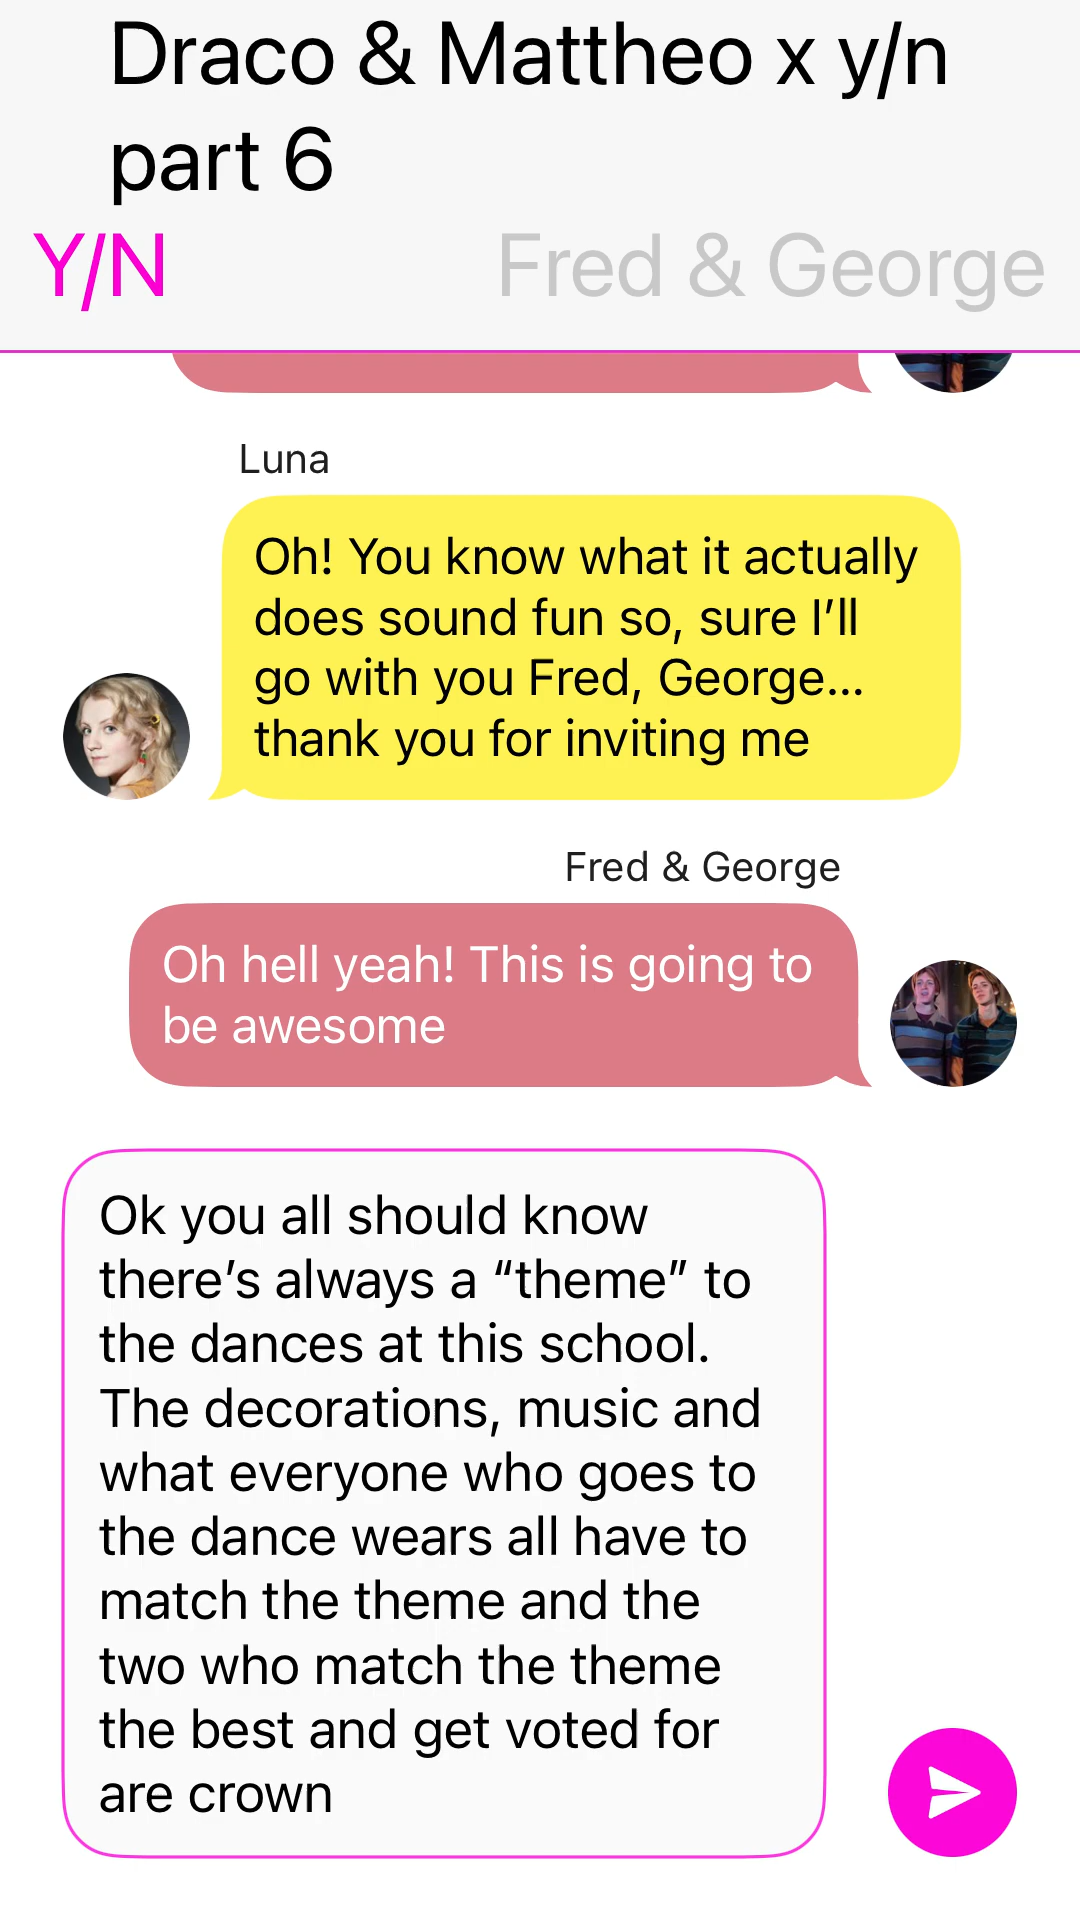 Draco & Mattheo x y/n
part 6
Y/N
Fred & George
Luna
Oh! You know what it actually
does sound fun so, sure I’ll
go with you Fred, George...
thank you for inviting me
Fred & George
Oh hell yeah! This is going to
be awesome
Ok you all should know
there’s always a “theme” to
the dances at this school.
The decorations, music and
what everyone who goes to
the dance wears all have to
match the theme and the
two who match the theme
the best and get voted for
are crown